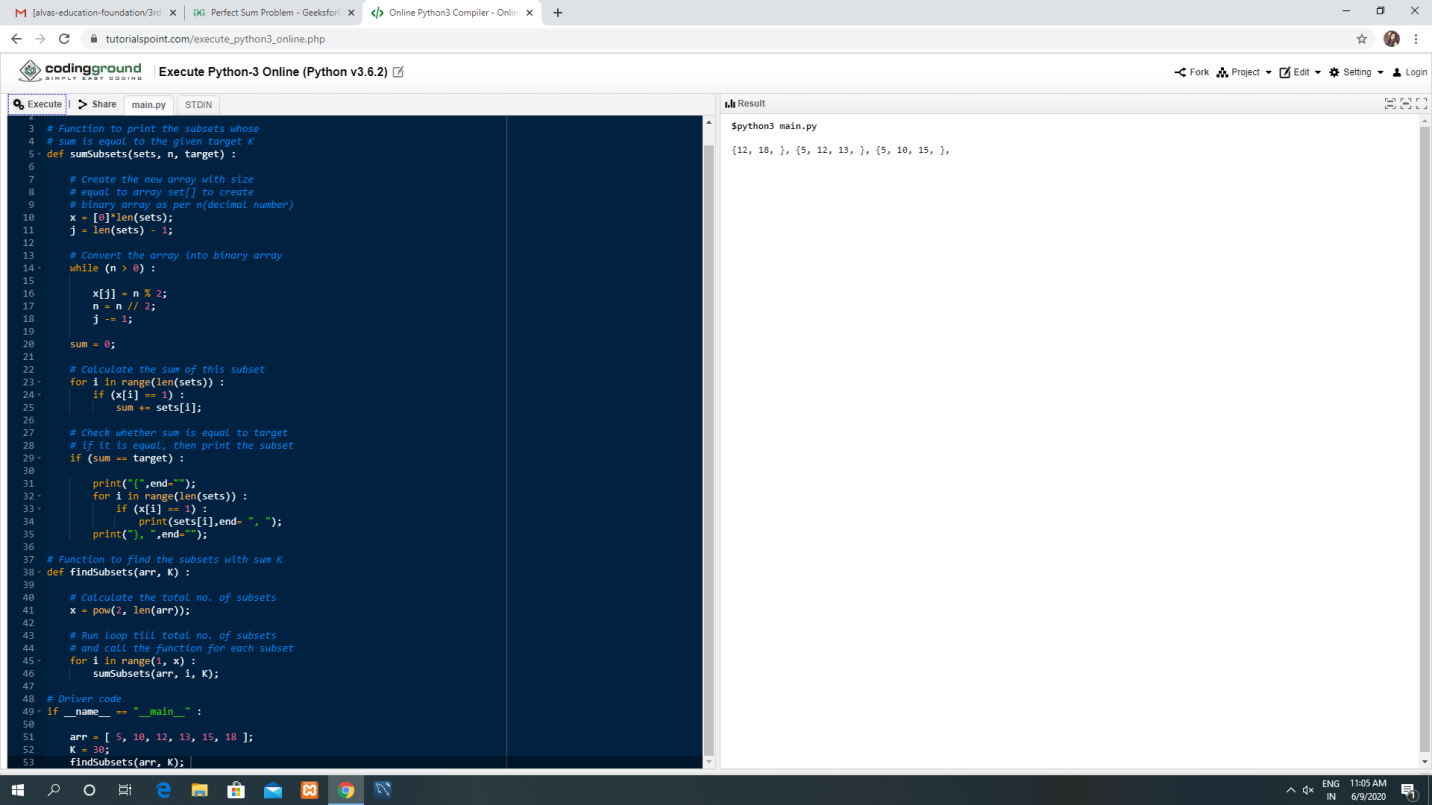 [alvas-education-foundation/3rd
Perfect Sum Problem - GeeksforG
Online Python3 Compiler - Onlin
tutorialspoint.com/execute_python3_online.php
codingground
SIMPLY EASY CODING
Execute Python-3 Online (Python v3.6.2)
Fork Project Edit Setting Login
Execute | Share main.py STDIN
Result
2
3 # Function to print the subsets whose
4 # sum is equal to the given target K
5 def sumSubsets(sets, n, target) :
6
7 # Create the new array with size
8 # equal to array set[] to create
9 # binary array as per n(decimal number)
10 x = [0]*len(sets);
11 j = len(sets) - 1;
12
13 # Convert the array into binary array
14 while (n > 0) :
15
16 x[j] = n % 2;
17 n = n // 2;
18 j -= 1;
19
20 sum = 0;
21
22 # Calculate the sum of this subset
23 for i in range(len(sets)) :
24 if (x[i] == 1) :
25 sum += sets[i];
26
27 # Check whether sum is equal to target
28 # if it is equal, then print the subset
29 if (sum == target) :
30
31 print("{",end="");
32 for i in range(len(sets)) :
33 if (x[i] == 1) :
34 print(sets[i],end= ", ");
35 print("}, ",end="");
36
37 # Function to find the subsets with sum K
38 def findSubsets(arr, K) :
39
40 # Calculate the total no. of subsets
41 x = pow(2, len(arr));
42
43 # Run loop till total no. of subsets
44 # and call the function for each subset
45 for i in range(1, x) :
46 sumSubsets(arr, i, K);
47
48 # Driver code
49 if __name__ == "__main__" :
50
51 arr = [ 5, 10, 12, 13, 15, 18 ];
52 K = 30;
53 findSubsets(arr, K);
$python3 main.py
{12, 18, }, {5, 12, 13, }, {5, 10, 15, },
ENG
IN
11:05 AM
6/9/2020
1